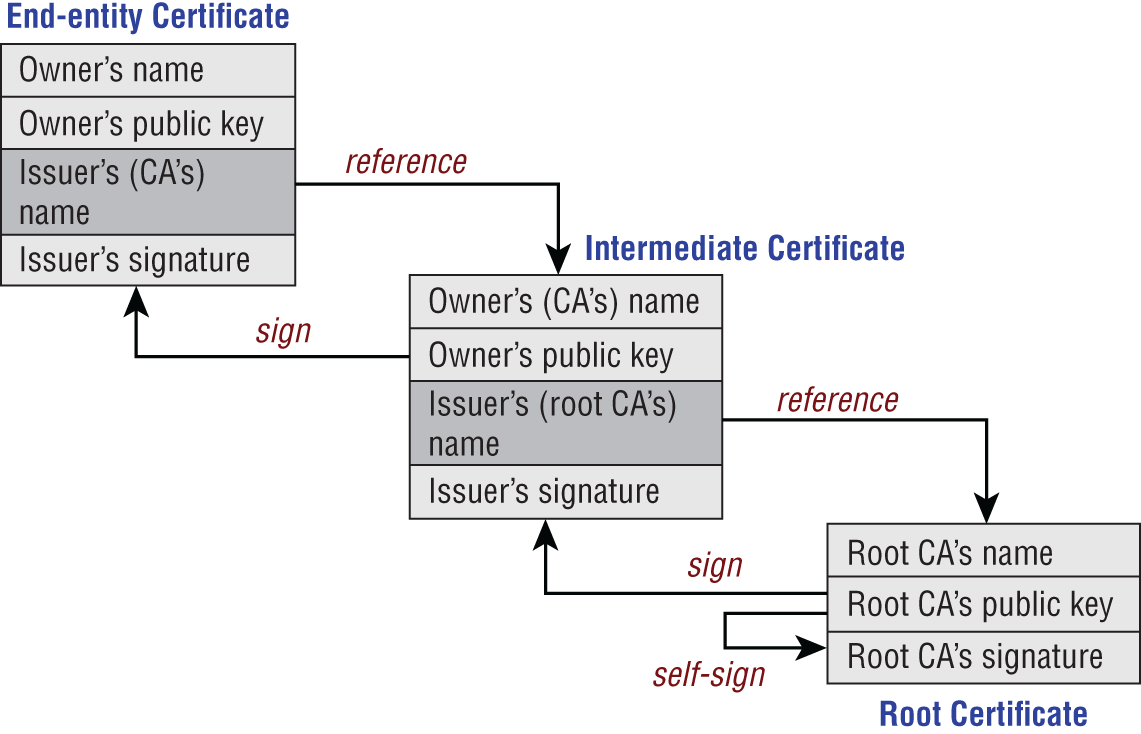 End-entity Certificate
Owner’s name
Owner’s public key
Issuer’s (CA’s)
name
Issuer’s signature
reference
sign
Intermediate Certificate
Owner’s (CA’s) name
Owner’s public key
Issuer’s (root CA’s)
name
Issuer’s signature
reference
sign
self-sign
Root CA’s name
Root CA’s public key
Root CA’s signature
Root Certificate